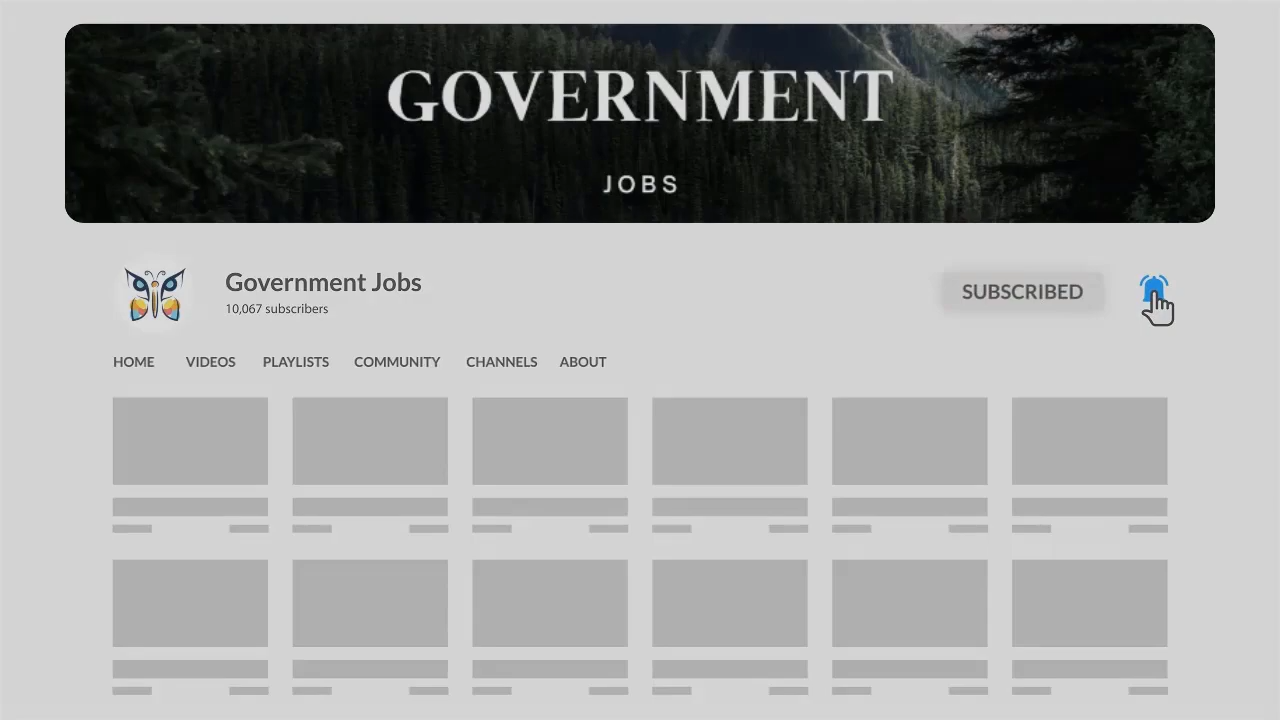 GOVERNMENT
JOBS
Government Jobs
10,067 subscribers
SUBSCRIBED
HOME VIDEOS PLAYLISTS COMMUNITY CHANNELS ABOUT